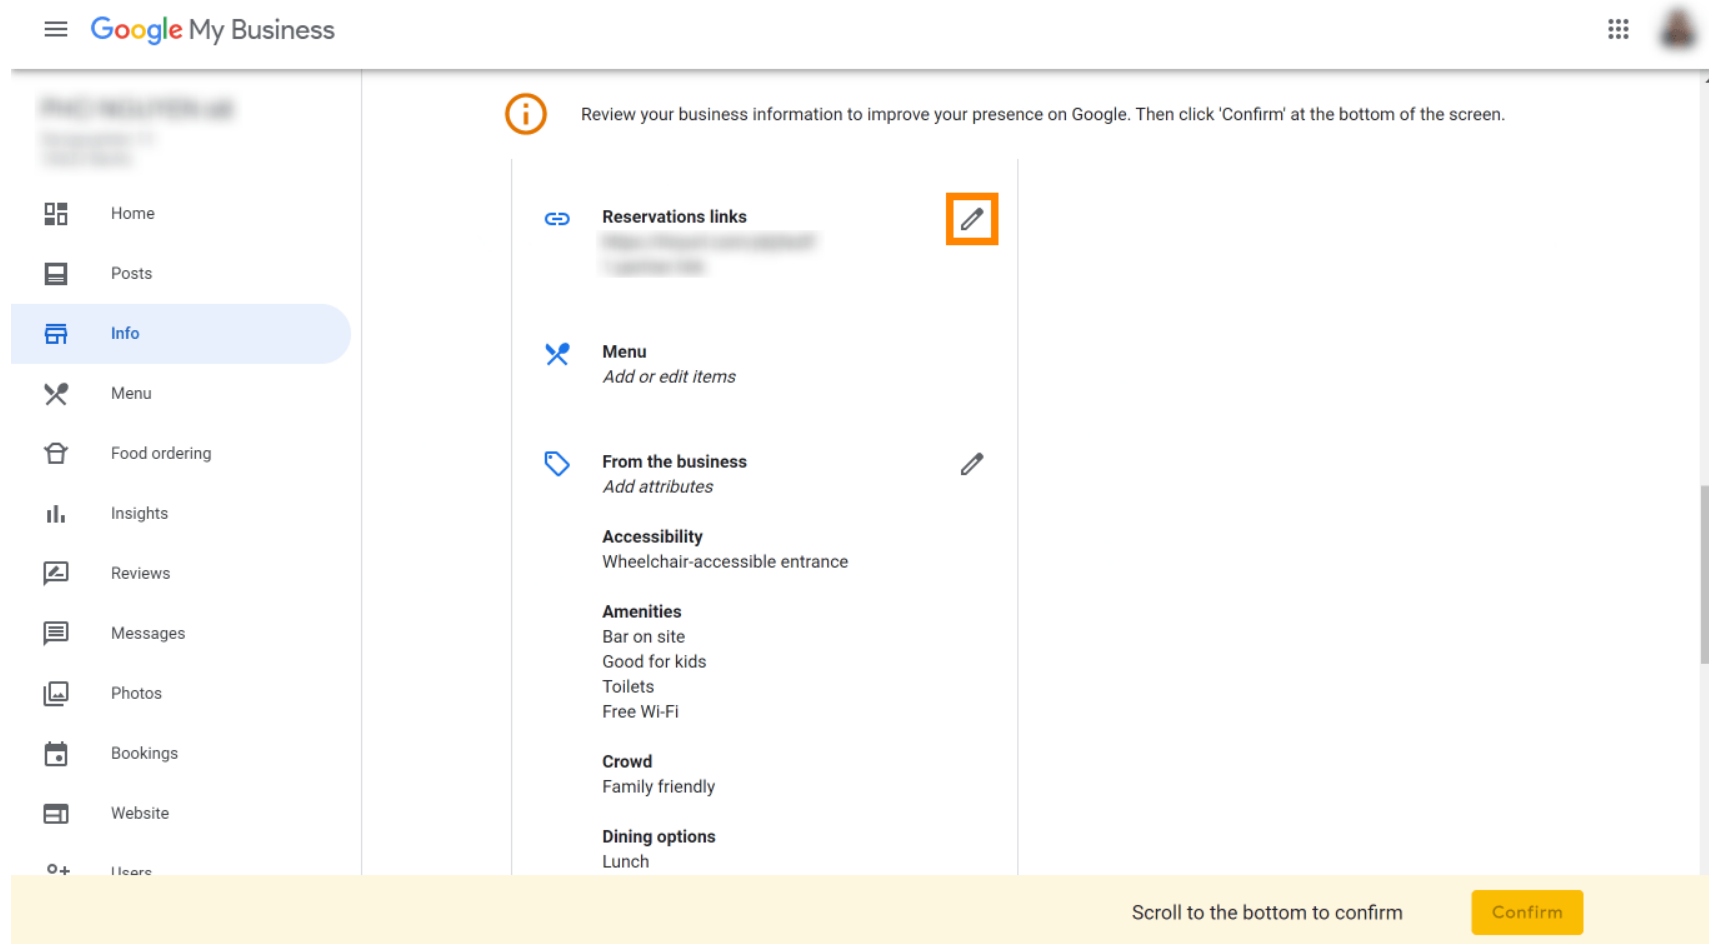 Google My Business
Review your business information to improve your presence on Google. Then click 'Confirm' at the bottom of the screen.
Home
Posts
Info
Menu
Food ordering
Insights
Reviews
Messages
Photos
Bookings
Website
Users
Reservations links
Menu
Add or edit items
From the business
Add attributes
Accessibility
Wheelchair-accessible entrance
Amenities
Bar on site
Good for kids
Toilets
Free Wi-Fi
Crowd
Family friendly
Dining options
Lunch
Scroll to the bottom to confirm
Confirm